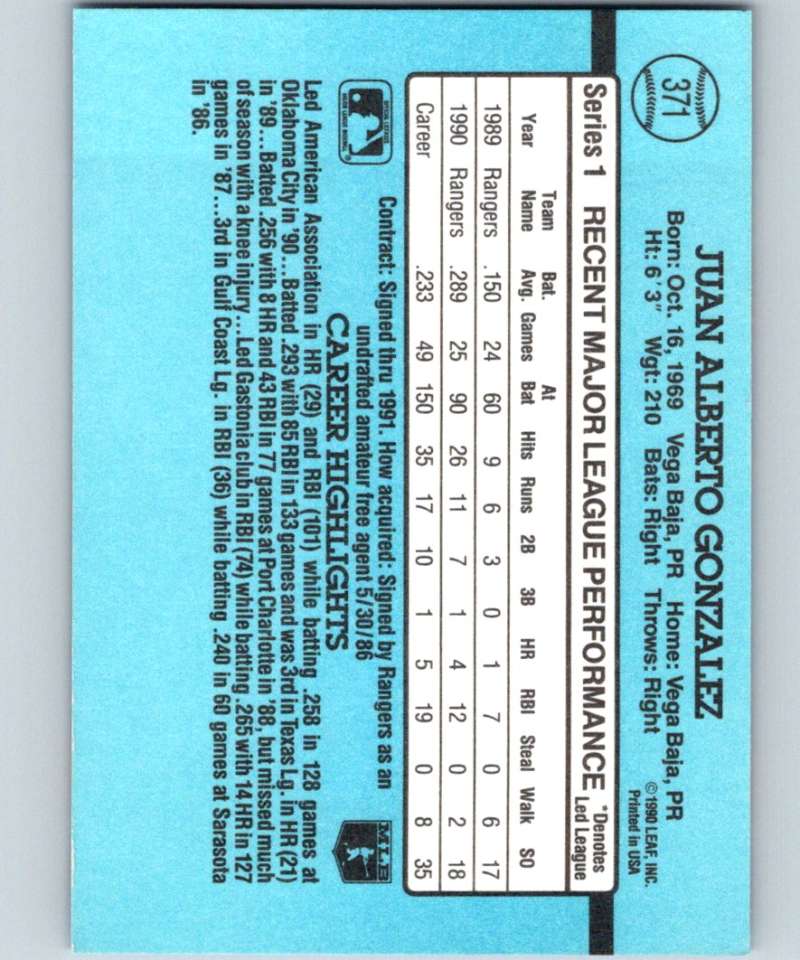 371
JUAN ALBERTO GONZALEZ
Born: Oct. 16, 1969 Vega Baja, PR Home: Vega Baja, PR
Ht: 6'3" Wgt: 210 Bats: Right Throws: Right
©1990 LEAF, INC.
Printed in USA
Series 1 RECENT MAJOR LEAGUE PERFORMANCE *Denotes
Led League
Team Bat. At
Year Name Avg. Games Bat Hits Runs 2B 3B HR RBI Steal Walk SO
1989 Rangers .150 24 60 9 6 3 0 1 7 0 6 17
1990 Rangers .289 25 90 26 11 7 1 4 12 0 2 18
Career .233 49 150 35 17 10 1 5 19 0 8 35
Contract: Signed thru 1991. How acquired: Signed by Rangers as an
undrafted amateur free agent 5/30/86
MLB
CAREER HIGHLIGHTS
Led American Association in HR (29) and RBI (101) while batting .258 in 128 games at
Oklahoma City in '90...Batted .293 with 85 RBI in 133 games and was 3rd in Texas Lg. in HR (21)
in '89...Batted .256 with 8 HR and 43 RBI in 77 games at Port Charlotte in '88, but missed much
of season with a knee injury...Led Gastonia club in RBI (74) while batting .265 with 14 HR in 127
games in '87...3rd in Gulf Coast Lg. in RBI (36) while batting .240 in 60 games at Sarasota
in '86.